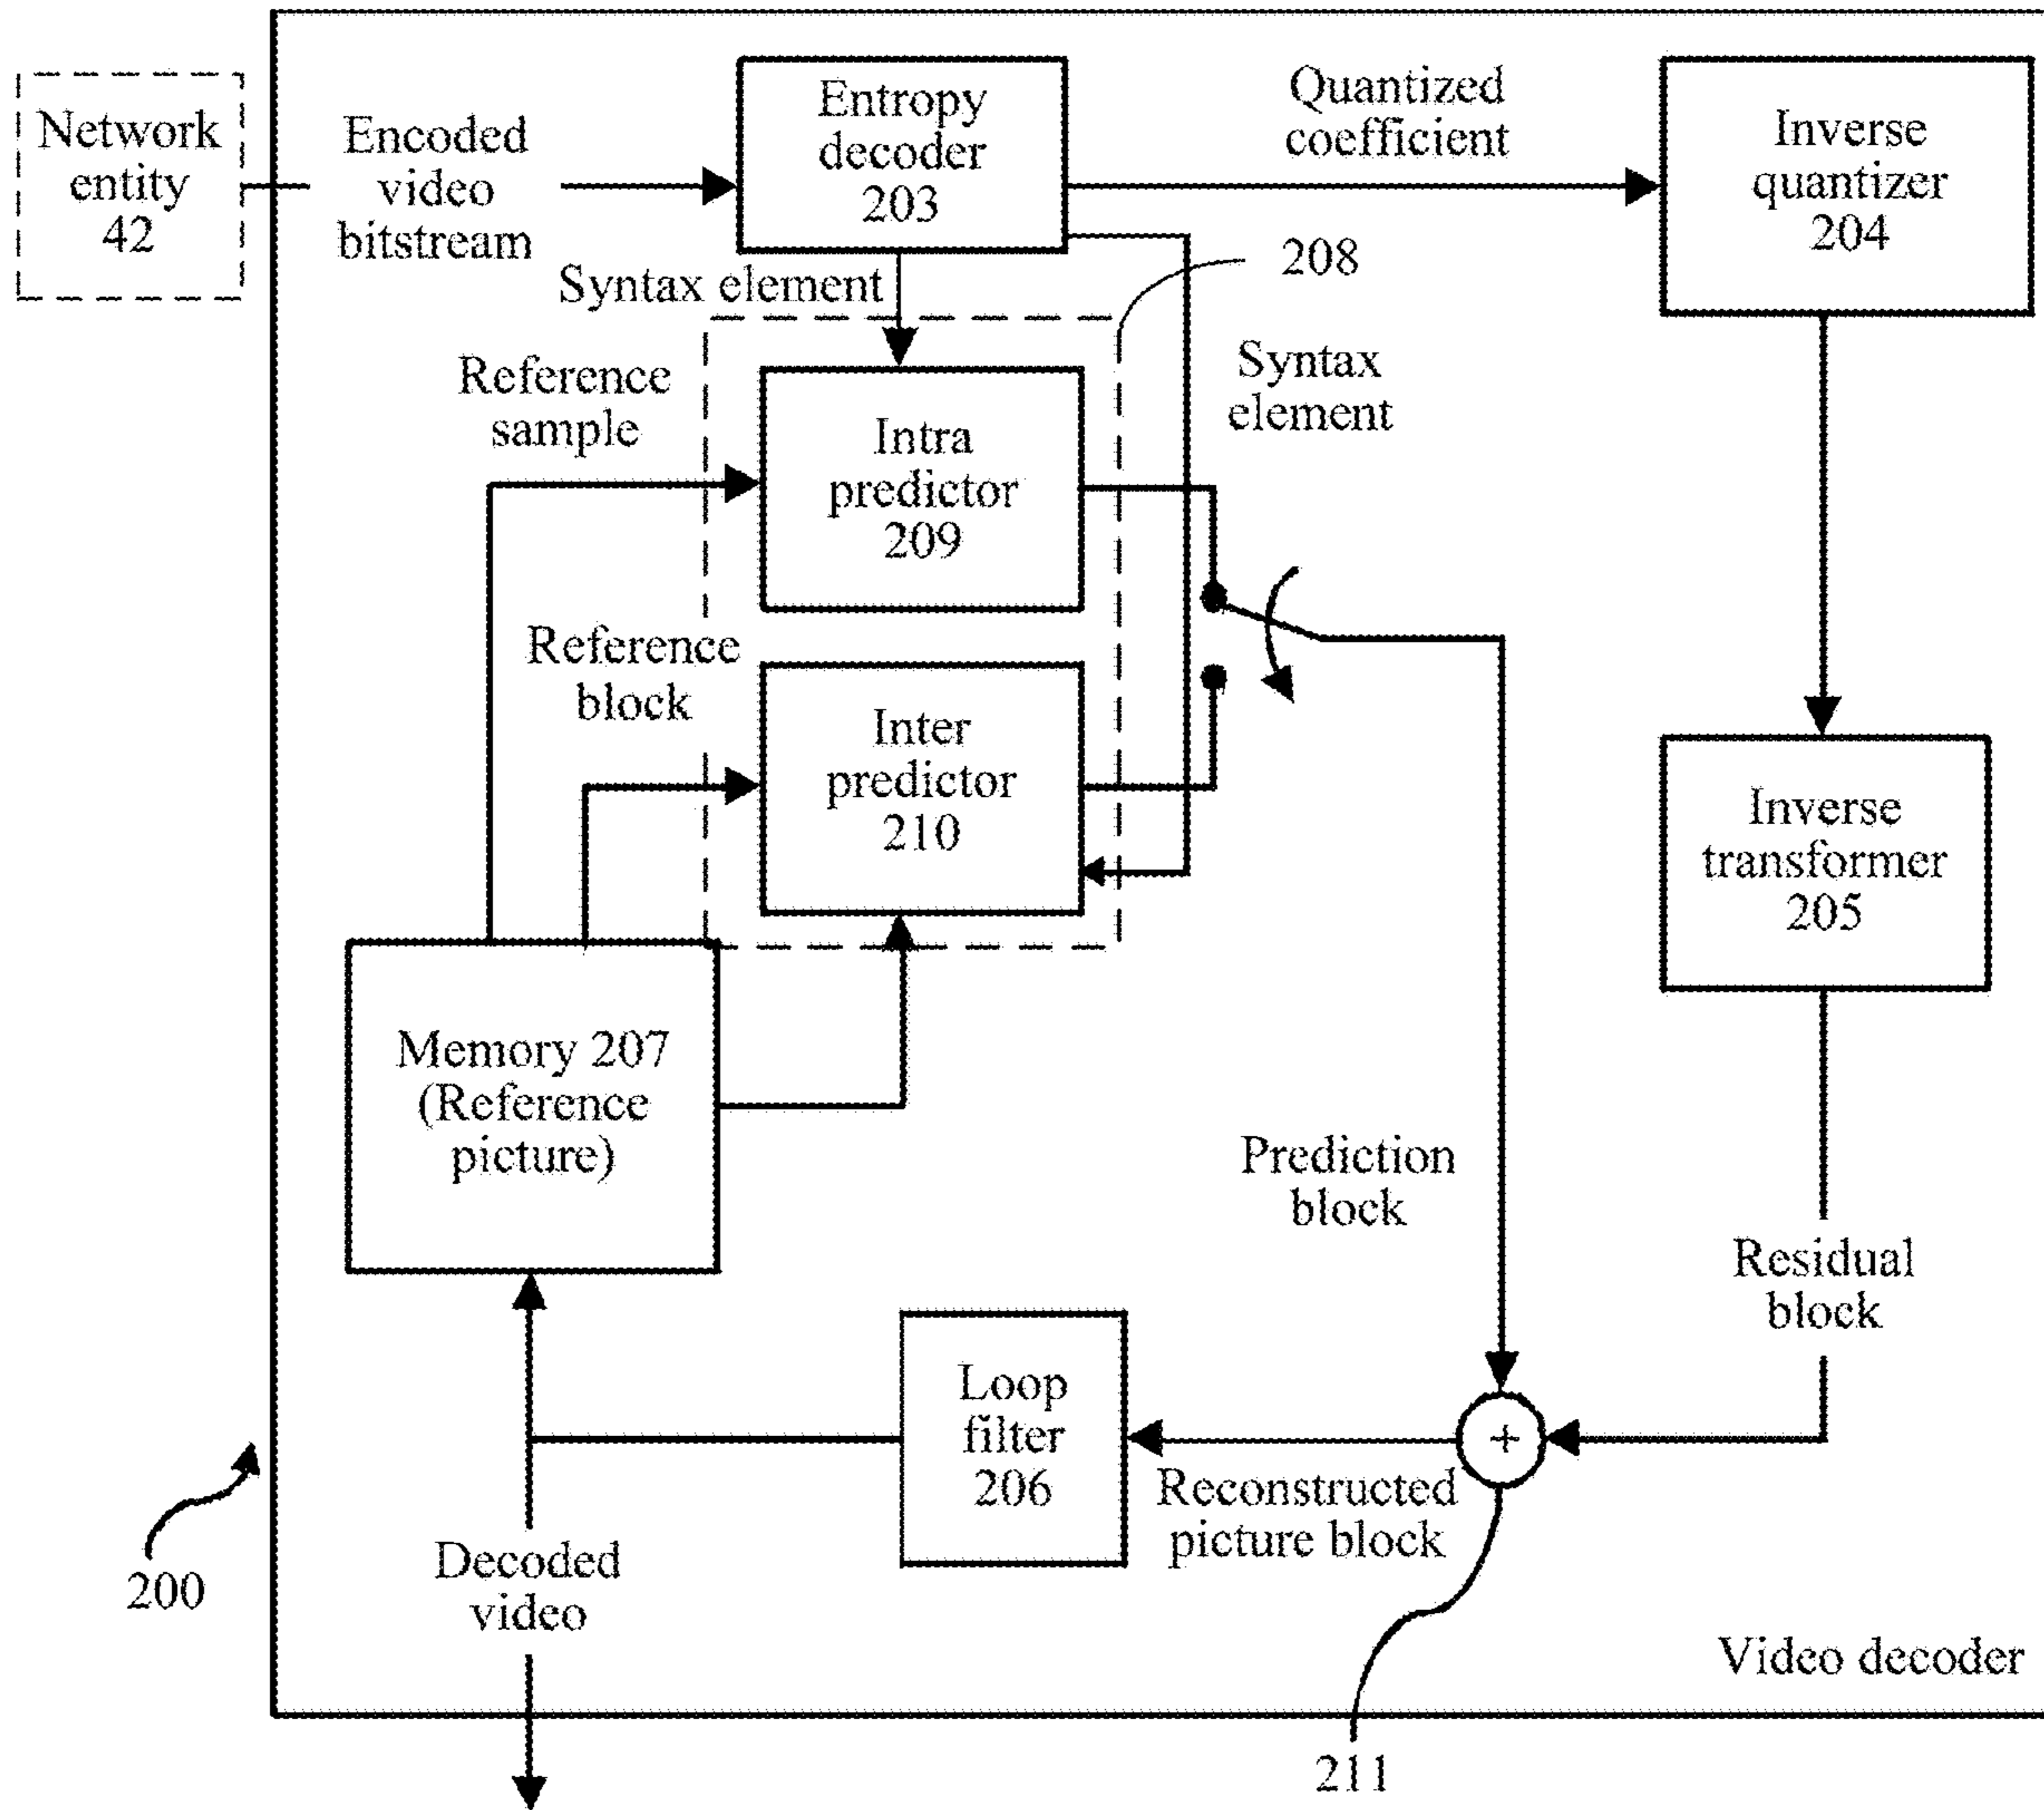 Network
entity
42
Encoded
video
bitstream
Entropy
decoder
203
Quantized
coefficient
Inverse
quantizer
204
Syntax element
208
Reference
sample
Intra
predictor
209
Syntax
element
Reference
block
Inter
predictor
210
Inverse
transformer
205
Memory 207
(Reference
picture)
Prediction
block
Residual
block
Loop
filter
206
+
Reconstructed
picture block
200
Decoded
video
Video decoder
211